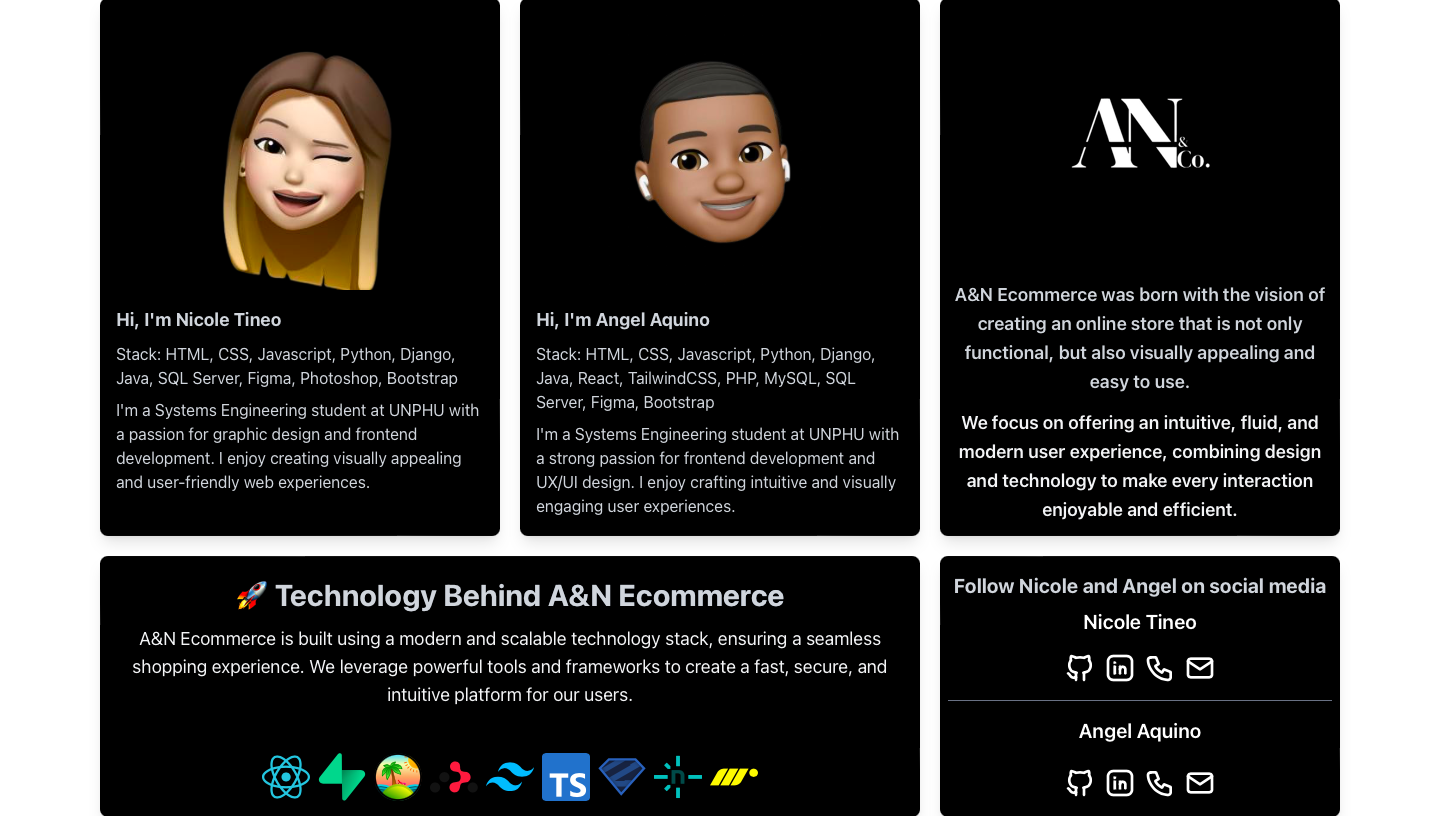 Hi, I'm Nicole Tineo
Stack: HTML, CSS, Javascript, Python, Django,
Java, SQL Server, Figma, Photoshop, Bootstrap
I'm a Systems Engineering student at UNPHU with
a passion for graphic design and frontend
development. I enjoy creating visually appealing
and user-friendly web experiences.
Hi, I'm Angel Aquino
Stack: HTML, CSS, Javascript, Python, Django,
Java, React, TailwindCSS, PHP, MySQL, SQL
Server, Figma, Bootstrap
I'm a Systems Engineering student at UNPHU with
a strong passion for frontend development and
UX/UI design. I enjoy crafting intuitive and visually
engaging user experiences.
AN
& Co.
A&N Ecommerce was born with the vision of
creating an online store that is not only
functional, but also visually appealing and
easy to use.
We focus on offering an intuitive, fluid, and
modern user experience, combining design
and technology to make every interaction
enjoyable and efficient.
🚀 Technology Behind A&N Ecommerce
A&N Ecommerce is built using a modern and scalable technology stack, ensuring a seamless
shopping experience. We leverage powerful tools and frameworks to create a fast, secure, and
intuitive platform for our users.
TS
n
Follow Nicole and Angel on social media
Nicole Tineo
in
Angel Aquino
in